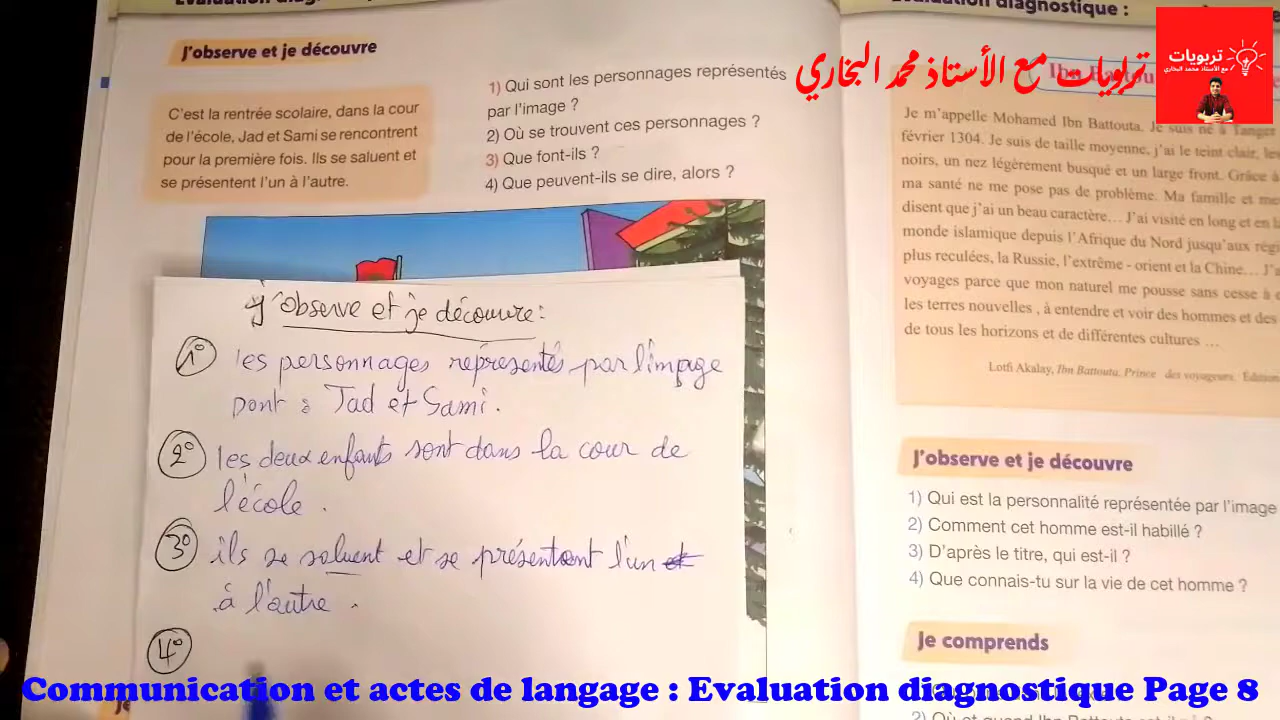 Evaluation diagnostique :
J'observe et je découvre
C'est la rentrée scolaire, dans la cour
de l'école, Jad et Sami se rencontrent
pour la première fois. Ils se saluent et
se présentent l'un à l'autre.
1) Qui sont les personnages représentés
par l'image ?
2) Où se trouvent ces personnages ?
3) Que font-ils ?
4) Que peuvent-ils se dire, alors ?
j'observe et je découvre :
1° les personnages représentés par l'image
sont : Jad et Sami.
2° les deux enfants sont dans la cour de
l'école.
3° ils se saluent et se présentent l'un
à l'autre.
4°
diagnostique :
تربويات مع الأستاذ محمد البخاري
تربويات
مع الأستاذ محمد البخاري
Ibn
Je m'appelle Mohamed Ibn Battouta. Je suis né à Tanger
février 1304. Je suis de taille moyenne, j'ai le teint clair, les
noirs, un nez légèrement busqué et un large front. Grâce à
ma santé ne me pose pas de problème. Ma famille et me
disent que j'ai un beau caractère... J'ai visité en long et en
monde islamique depuis l'Afrique du Nord jusqu'aux
plus reculées, la Russie, l'extrême - orient et la Chine...
voyages parce que mon naturel me pousse sans cesse à
les terres nouvelles , à entendre et voir des hommes et des
de tous les horizons et de différentes cultures ...
Lotfi Akalay, Ibn Battouta, Prince des voyageurs. Édition
J'observe et je découvre
1) Qui est la personnalité représentée par l'image
2) Comment cet homme est-il habillé ?
3) D'après le titre, qui est-il ?
4) Que connais-tu sur la vie de cet homme ?
Je comprends
Communication et actes de langage : Evaluation diagnostique Page 8